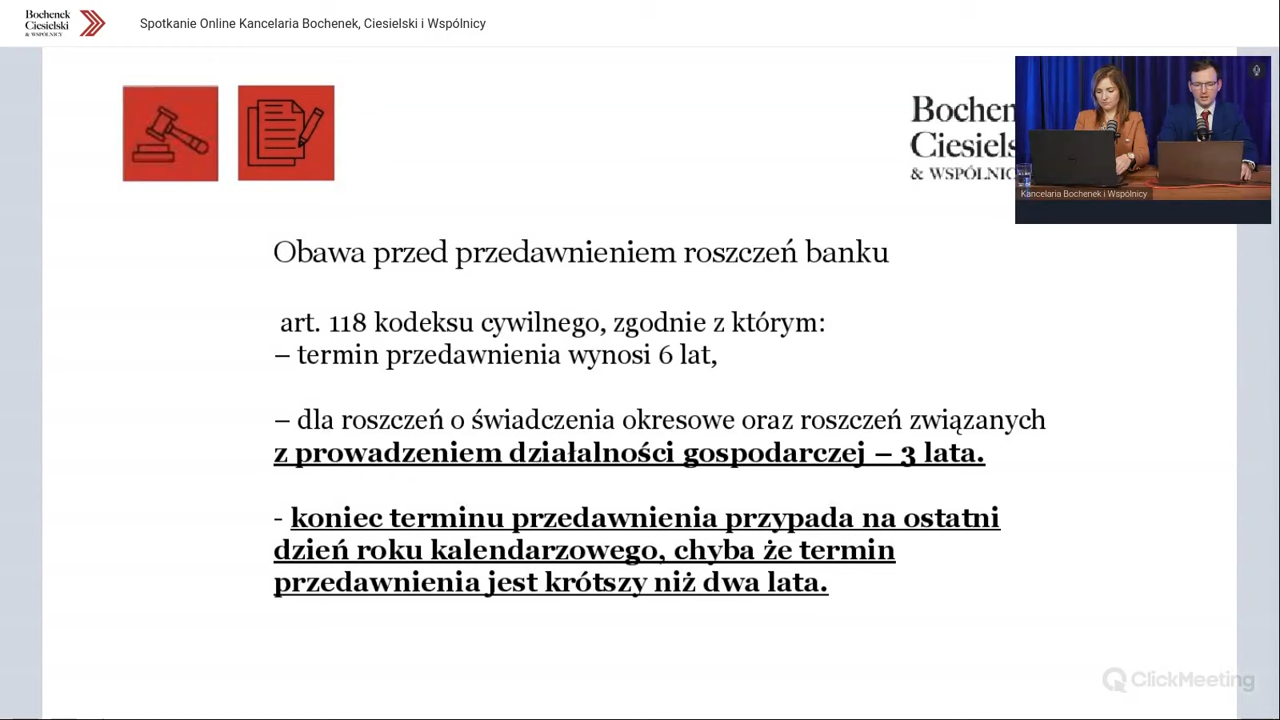 Bochenek
Ciesielski
& WSPÓLNICY
Spotkanie Online Kancelaria Bochenek, Ciesielski i Wspólnicy
Bochen
Ciesiels
& WSPÓLNIC
Kancelaria Bochenek i Wspólnicy
Obawa przed przedawnieniem roszczeń banku
art. 118 kodeksu cywilnego, zgodnie z którym:
– termin przedawnienia wynosi 6 lat,
– dla roszczeń o świadczenia okresowe oraz roszczeń związanych
z prowadzeniem działalności gospodarczej – 3 lata.
- koniec terminu przedawnienia przypada na ostatni
dzień roku kalendarzowego, chyba że termin
przedawnienia jest krótszy niż dwa lata.
ClickMeeting